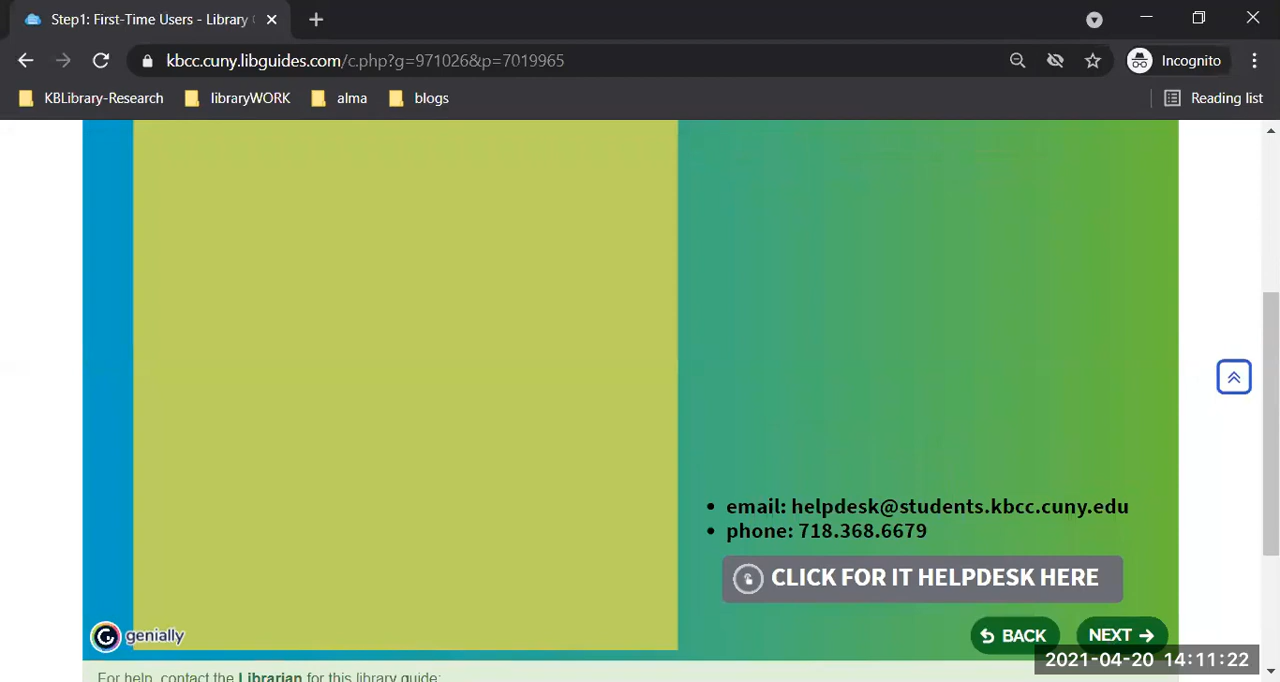 Step1: First-Time Users - Library
kbcc.cuny.libguides.com/c.php?g=971026&p=7019965
Incognito
KBLibrary-Research
libraryWORK
alma
blogs
Reading list
• email: helpdesk@students.kbcc.cuny.edu
• phone: 718.368.6679
CLICK FOR IT HELPDESK HERE
genially
BACK
NEXT
2021-04-20 14:11:22
For help, contact the Librarian for this library guide: